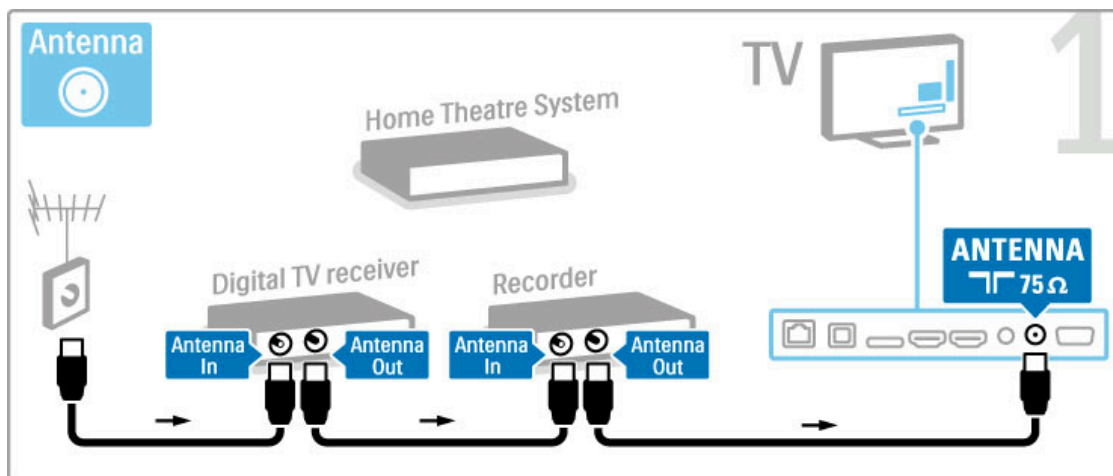 Antenna
TV
1
Home Theatre System
Digital TV receiver
Recorder
ANTENNA
75 Ω
Antenna
In
Antenna
Out
Antenna
In
Antenna
Out